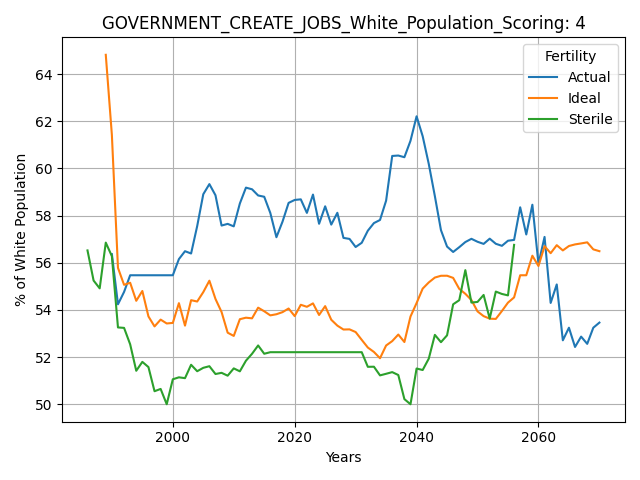 GOVERNMENT_CREATE_JOBS_White_Population_Scoring: 4
Fertility
Actual
Ideal
Sterile
% of White Population
64
62
60
58
56
54
52
50
2000
2020
2040
2060
Years